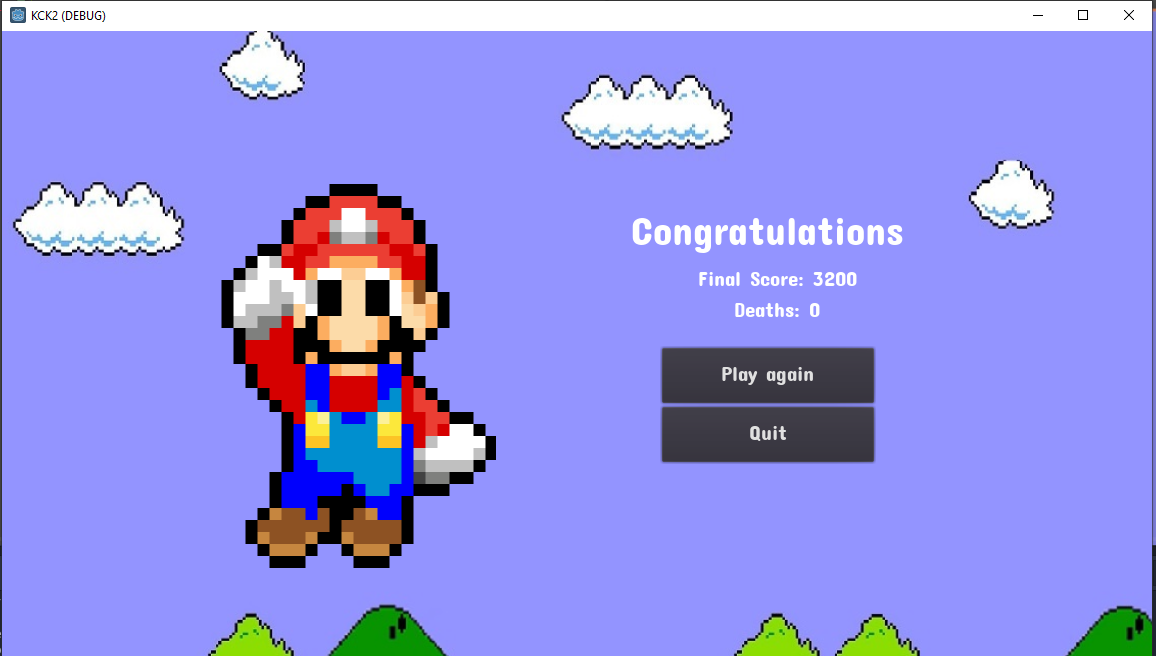 KCK2 (DEBUG)
Congratulations
Final Score: 3200
Deaths: 0
Play again
Quit